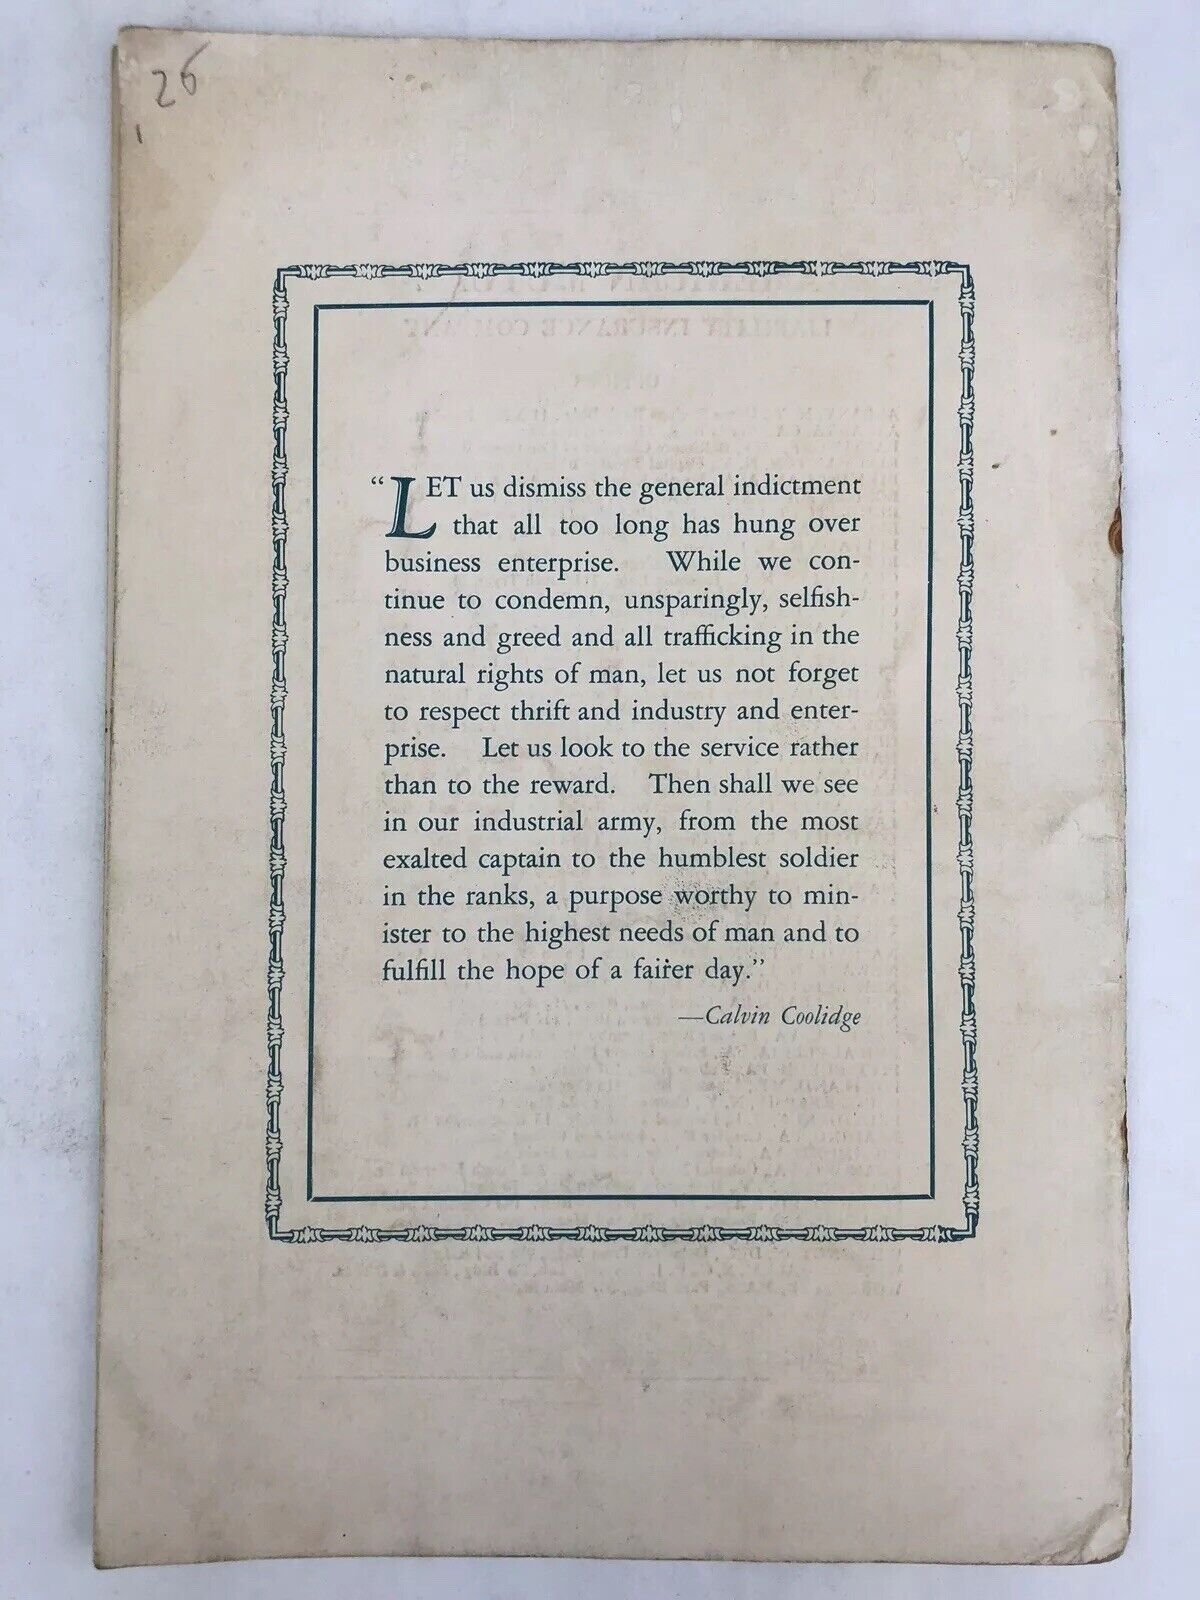 26
“LET us dismiss the general indictment
that all too long has hung over
business enterprise. While we con-
tinue to condemn, unsparingly, selfish-
ness and greed and all trafficking in the
natural rights of man, let us not forget
to respect thrift and industry and enter-
prise. Let us look to the service rather
than to the reward. Then shall we see
in our industrial army, from the most
exalted captain to the humblest soldier
in the ranks, a purpose worthy to min-
ister to the highest needs of man and to
fulfill the hope of a fairer day.”
—Calvin Coolidge